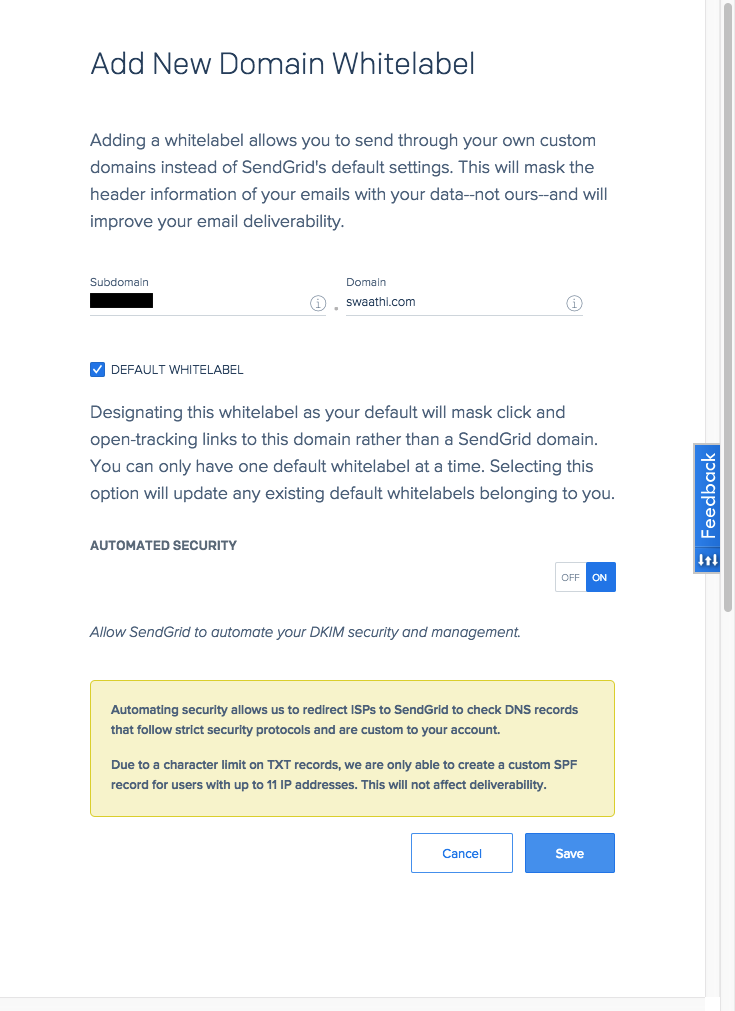 Add New Domain Whitelabel
Adding a whitelabel allows you to send through your own custom
domains instead of SendGrid's default settings. This will mask the
header information of your emails with your data--not ours--and will
improve your email deliverability.
Subdomain
Domain
.
swaathi.com
DEFAULT WHITELABEL
Designating this whitelabel as your default will mask click and
open-tracking links to this domain rather than a SendGrid domain.
You can only have one default whitelabel at a time. Selecting this
option will update any existing default whitelabels belonging to you.
Feedback
AUTOMATED SECURITY
OFF ON
Allow SendGrid to automate your DKIM security and management.
Automating security allows us to redirect ISPs to SendGrid to check DNS records
that follow strict security protocols and are custom to your account.
Due to a character limit on TXT records, we are only able to create a custom SPF
record for users with up to 11 IP addresses. This will not affect deliverability.
Cancel
Save